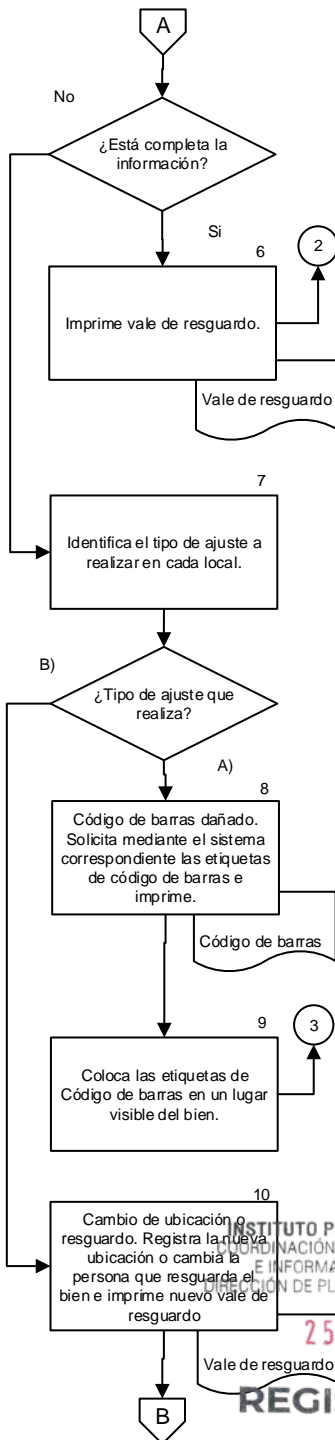 A
No
¿Está completa la
información?
Si
6
2
Imprime vale de resguardo.
Vale de resguardo
7
Identifica el tipo de ajuste a
realizar en cada local.
B)
¿Tipo de ajuste que
realiza?
A)
8
Código de barras dañado.
Solicita mediante el sistema
correspondiente las etiquetas
de código de barras e
imprime.
Código de barras
9
3
Coloca las etiquetas de
Código de barras en un lugar
visible del bien.
10
Cambio de ubicación o
resguardo. Registra la nueva
ubicación o cambia la
persona que resguarda el
bien e imprime nuevo vale de
resguardo
INSTITUTO P
COORDINACIÓN
E INFORMA
DIRECCIÓN DE PL
25
Vale de resguardo
REGI
B